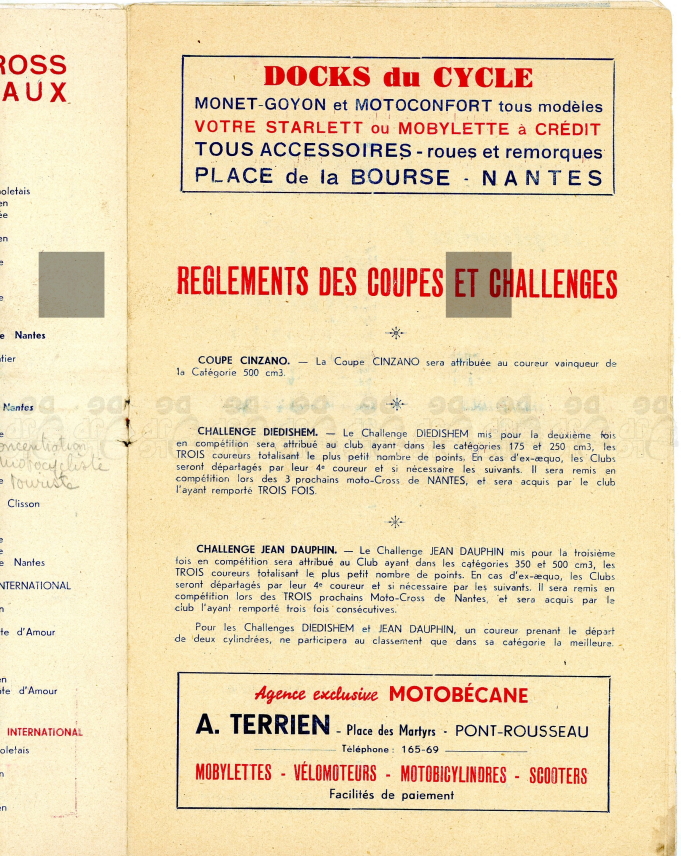 ROSS
AUX
oletais
en
ée
en
e
e
e Nantes
tier
Nantes
e
Concentration
motocycliste
e
touriste
Clisson
e
e
e Nantes
NTERNATIONAL
n
te d'Amour
en
te d'Amour
INTERNATIONAL
oletais
n
en
DOCKS du CYCLE
MONET-GOYON et MOTOCONFORT tous modèles
VOTRE STARLETT ou MOBYLETTE à CRÉDIT
TOUS ACCESSOIRES - roues et remorques
PLACE de la BOURSE - NANTES
REGLEMENTS DES COUPES ET CHALLENGES
COUPE CINZANO. — La Coupe CINZANO sera attribuée au coureur vainqueur de
la Catégorie 500 cm3.
CHALLENGE DIEDISHEM. — Le Challenge DIEDISHEM mis pour la deuxième fois
en compétition sera attribué au club ayant dans les catégories 175 et 250 cm3, les
TROIS coureurs totalisant le plus petit nombre de points. En cas d'ex-æquo, les Clubs
seront départagés par leur 4e coureur et si nécessaire les suivants. Il sera remis en
compétition lors des 3 prochains moto-Cross de NANTES, et sera acquis par le club
l'ayant remporté TROIS FOIS.
CHALLENGE JEAN DAUPHIN. — Le Challenge JEAN DAUPHIN mis pour la troisième
fois en compétition sera attribué au Club ayant dans les catégories 350 et 500 cm3, les
TROIS coureurs totalisant le plus petit nombre de points. En cas d'ex-æquo, les Clubs
seront départagés par leur 4e coureur et si nécessaire par les suivants. Il sera remis en
compétition lors des TROIS prochains Moto-Cross de Nantes, et sera acquis par le
club l'ayant remporté trois fois consécutives.
Pour les Challenges DIEDISHEM et JEAN DAUPHIN, un coureur prenant le départ
de deux cylindrées, ne participera au classement que dans sa catégorie la meilleure.
Agence exclusive MOTOBÉCANE
A. TERRIEN - Place des Martyrs - PONT-ROUSSEAU
Téléphone : 165-69
MOBYLETTES - VÉLOMOTEURS - MOTOBICYLINDRES - SCOOTERS
Facilités de paiement